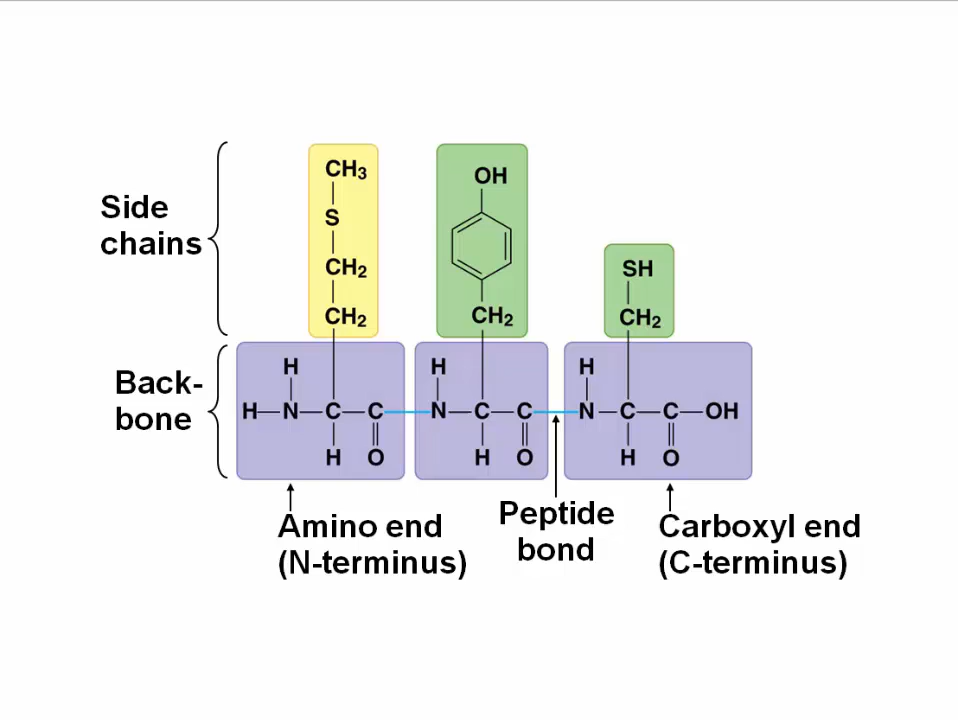 Side
chains
CH3
S
CH2
CH2
OH
CH2
SH
CH2
Back-
bone
H H H
H—N—C—C—N—C—C—N—C—C—OH
H O H O H O
Amino end
(N-terminus)
Peptide
bond
Carboxyl end
(C-terminus)